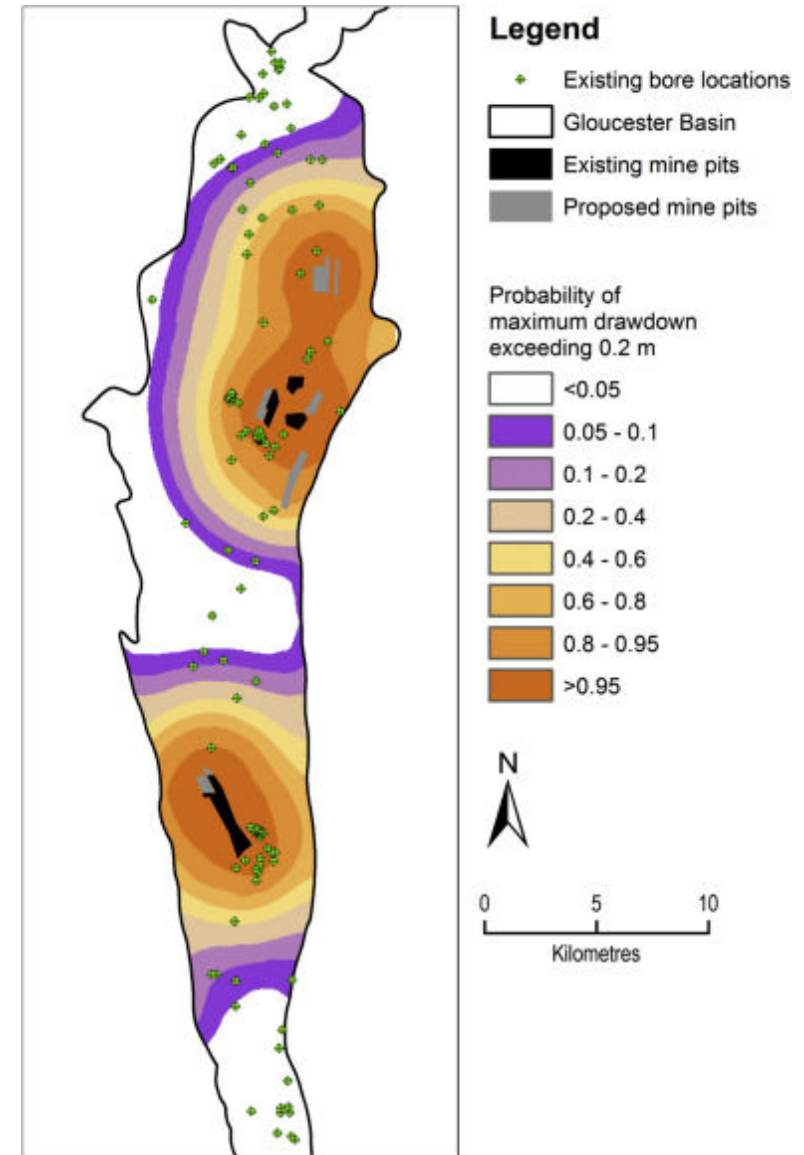 Legend
Existing bore locations
Gloucester Basin
Existing mine pits
Proposed mine pits
Probability of
maximum drawdown
exceeding 0.2 m
<0.05
0.05 - 0.1
0.1 - 0.2
0.2 - 0.4
0.4 - 0.6
0.6 - 0.8
0.8 - 0.95
>0.95
N
0 5 10
Kilometres